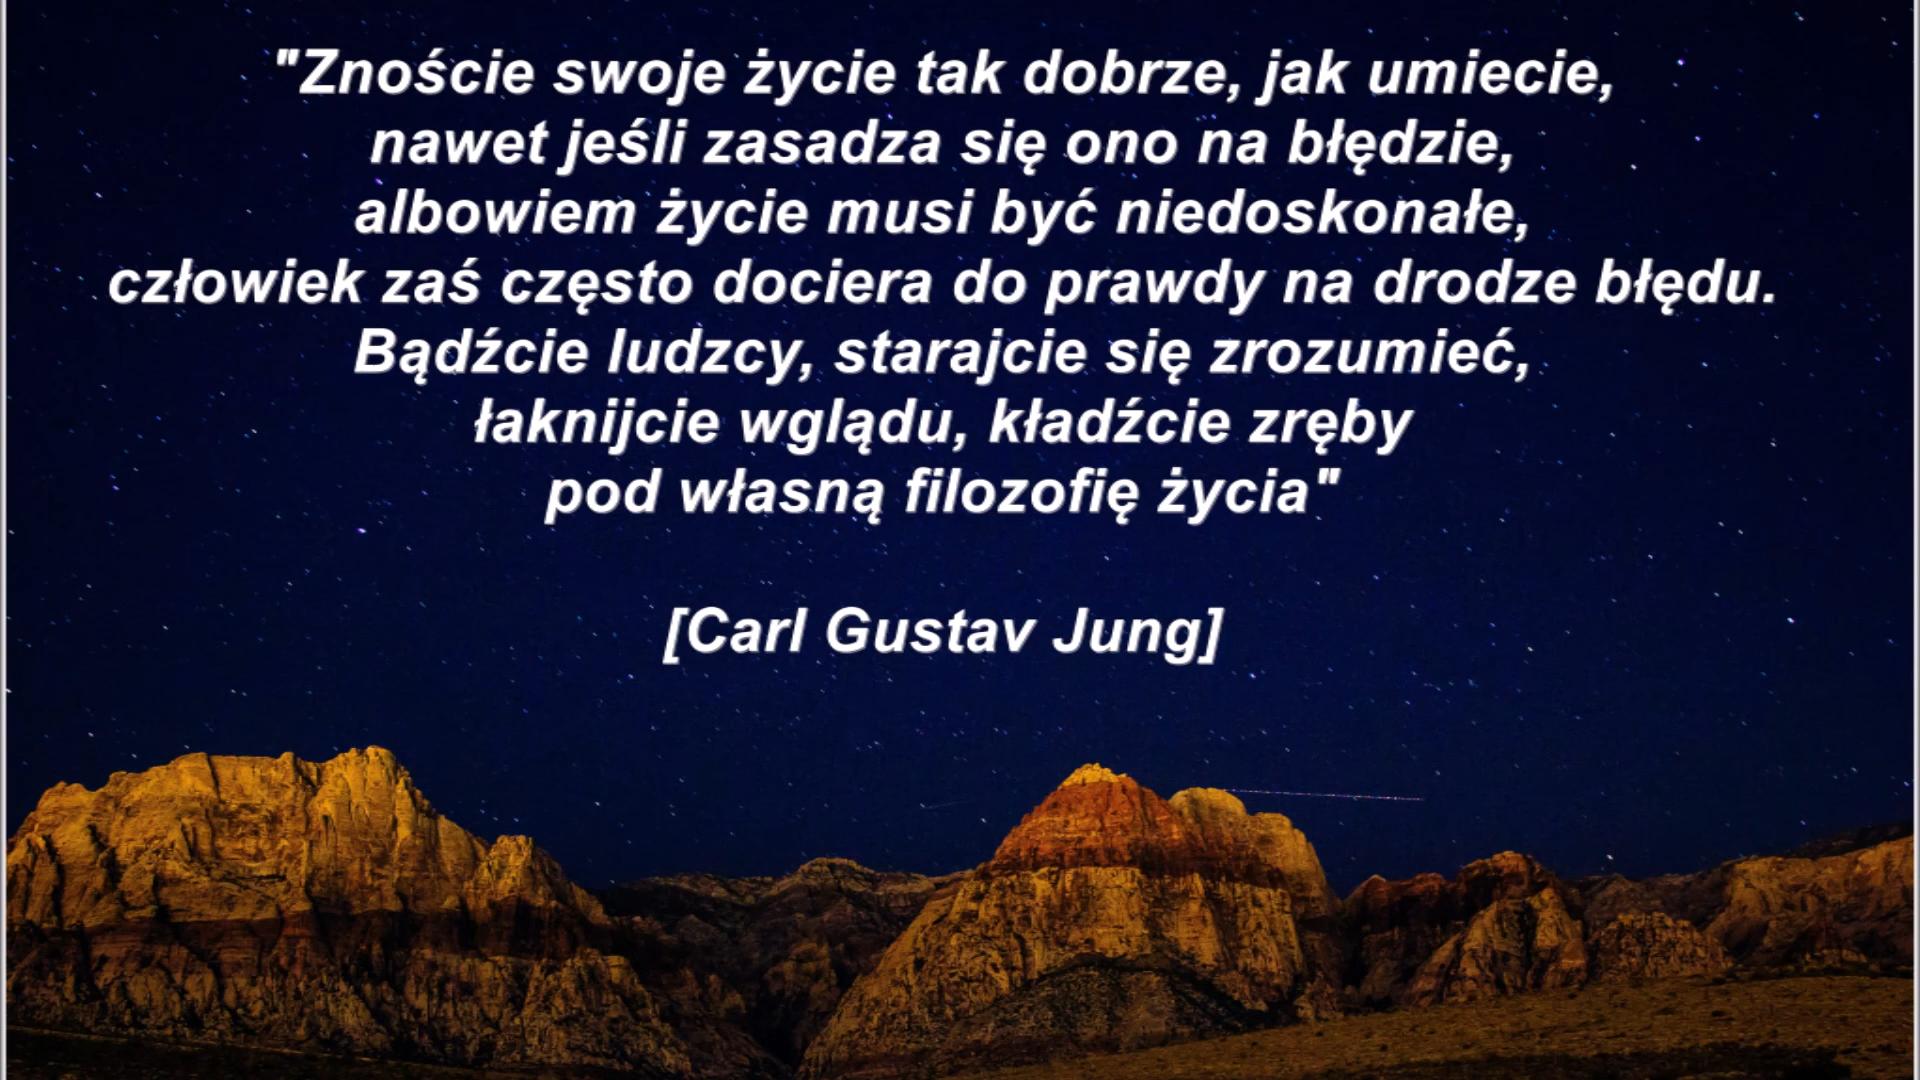 "Znoście swoje życie tak dobrze, jak umiecie,
nawet jeśli zasadza się ono na błędzie,
albowiem życie musi być niedoskonałe,
człowiek zaś często dociera do prawdy na drodze błędu.
Bądźcie ludzcy, starajcie się zrozumieć,
łaknijcie wglądu, kładźcie zręby
pod własną filozofię życia"
[Carl Gustav Jung]